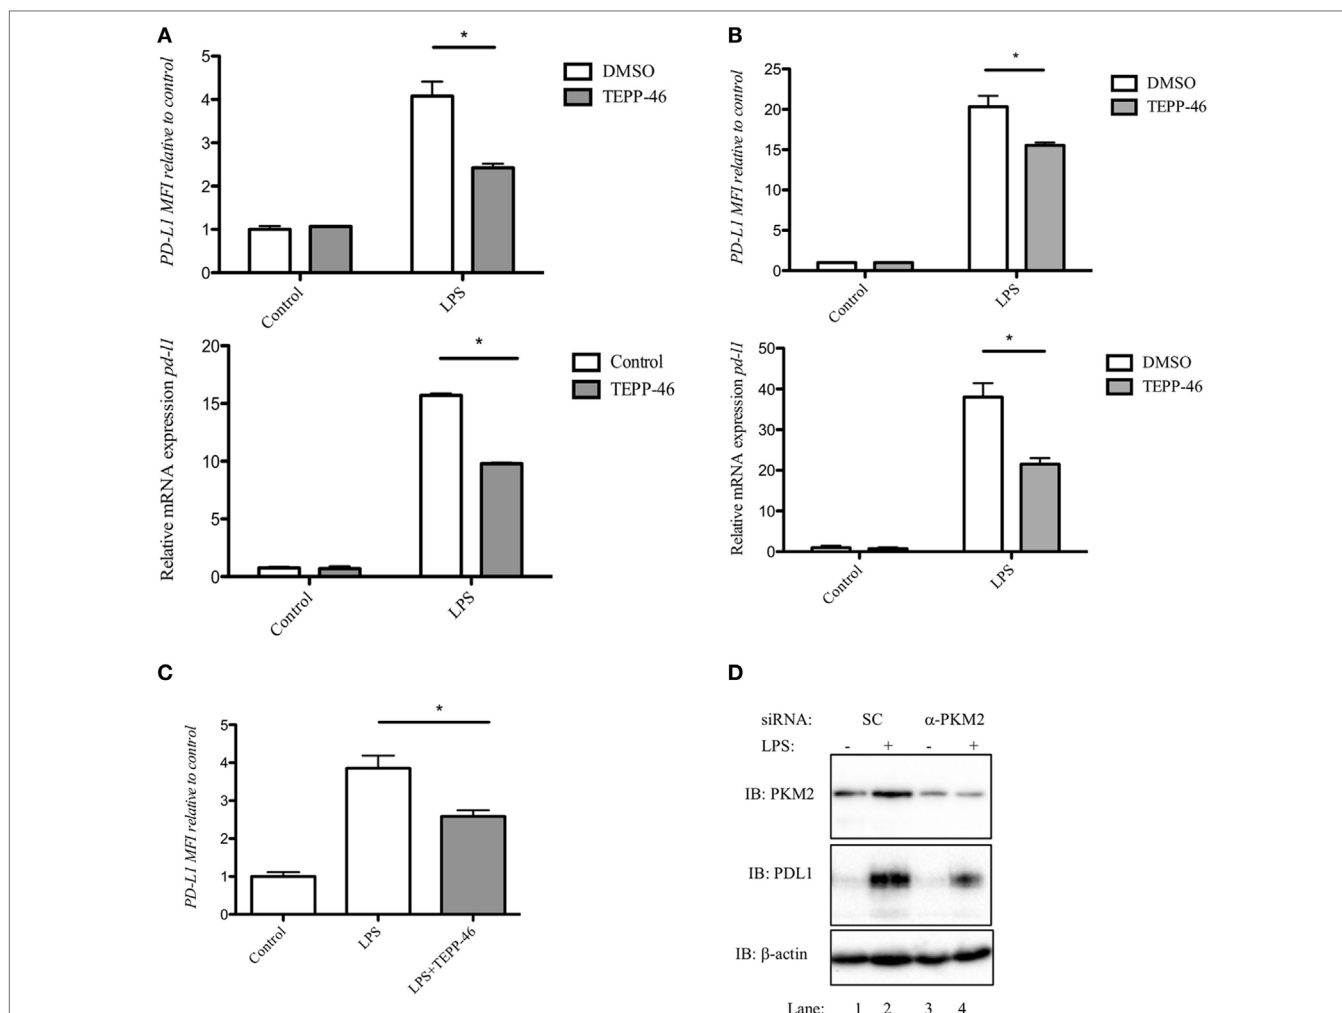 A
PD-L1 MFI relative to control
5
4
3
2
1
0
*
Control
LPS
DMSO
TEPP-46
Relative mRNA expression pd-l1
20
15
10
5
0
*
Control
LPS
Control
TEPP-46
B
PD-L1 MFI relative to control
25
20
15
10
5
0
*
Control
LPS
DMSO
TEPP-46
Relative mRNA expression pd-l1
50
40
30
20
10
0
*
Control
LPS
DMSO
TEPP-46
C
PD-L1 MFI relative to control
5
4
3
2
1
0
*
Control
LPS
LPS+TEPP-46
D
siRNA: SC α-PKM2
LPS: - + - +
IB: PKM2
IB: PDL1
IB: β-actin
Lane: 1 2 3 4